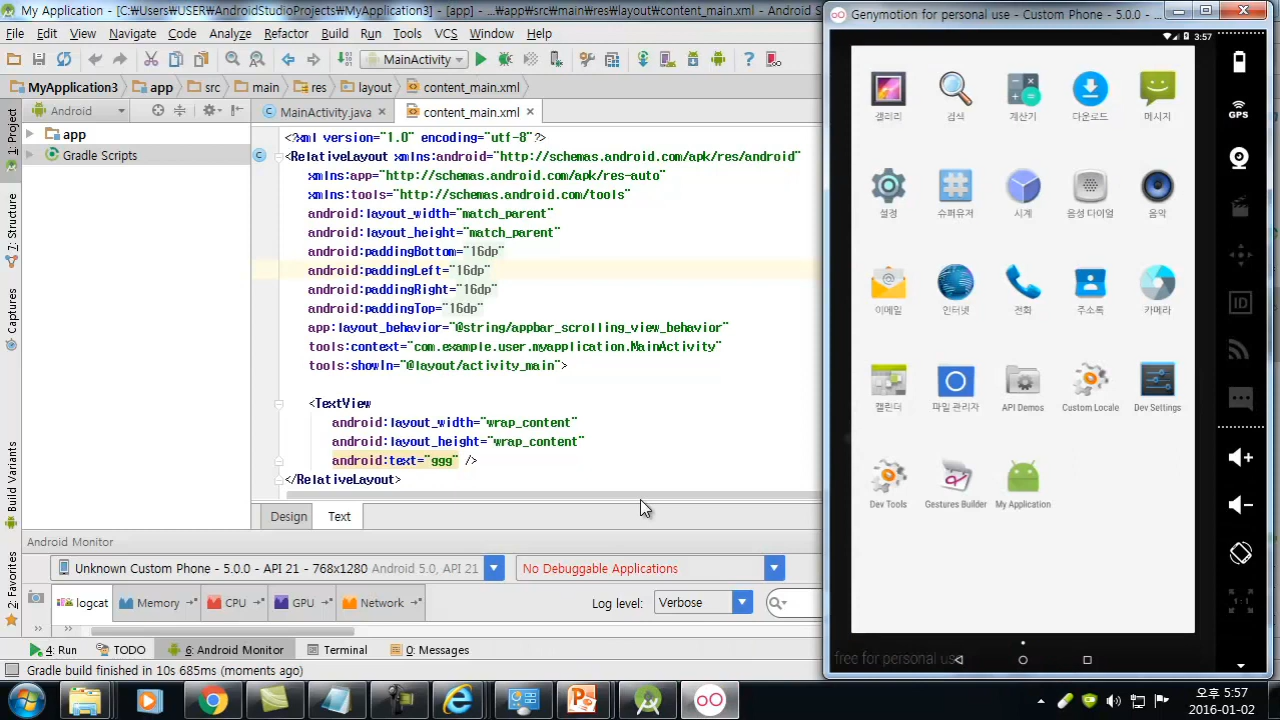 My Application - [C:₩Users₩USER₩AndroidStudioProjects₩MyApplication3] - [app] - ...₩app₩src₩main₩res₩layout₩content_main.xml - Android S
File Edit View Navigate Code Analyze Refactor Build Run Tools VCS Window Help
MainActivity
MyApplication3 app src main res layout content_main.xml
Android
MainActivity.java
content_main.xml
1: Project
7: Structure
Captures
Build Variants
2: Favorites
app
Gradle Scripts
<?xml version="1.0" encoding="utf-8"?>
<RelativeLayout xmlns:android="http://schemas.android.com/apk/res/android"
xmlns:app="http://schemas.android.com/apk/res-auto"
xmlns:tools="http://schemas.android.com/tools"
android:layout_width="match_parent"
android:layout_height="match_parent"
android:paddingBottom="16dp"
android:paddingLeft="16dp"
android:paddingRight="16dp"
android:paddingTop="16dp"
app:layout_behavior="@string/appbar_scrolling_view_behavior"
tools:context="com.example.user.myapplication.MainActivity"
tools:showIn="@layout/activity_main">
<TextView
android:layout_width="wrap_content"
android:layout_height="wrap_content"
android:text="ggg" />
</RelativeLayout>
Design Text
Android Monitor
Unknown Custom Phone - 5.0.0 - API 21 - 768x1280 Android 5.0, API 21
No Debuggable Applications
logcat Memory CPU GPU Network
Log level: Verbose
4: Run TODO 6: Android Monitor Terminal 0: Messages
Gradle build finished in 10s 685ms (moments ago)
Genymotion for personal use - Custom Phone - 5.0.0 - ...
3:57
갤러리 검색 계산기 다운로드 메시지
설정 슈퍼유저 시계 음성 다이얼 음악
이메일 인터넷 전화 주소록 카메라
캘린더 파일 관리자 API Demos Custom Locale Dev Settings
Dev Tools Gestures Builder My Application
free for personal us
GPS
ID
1:1
오후 5:57
2016-01-02